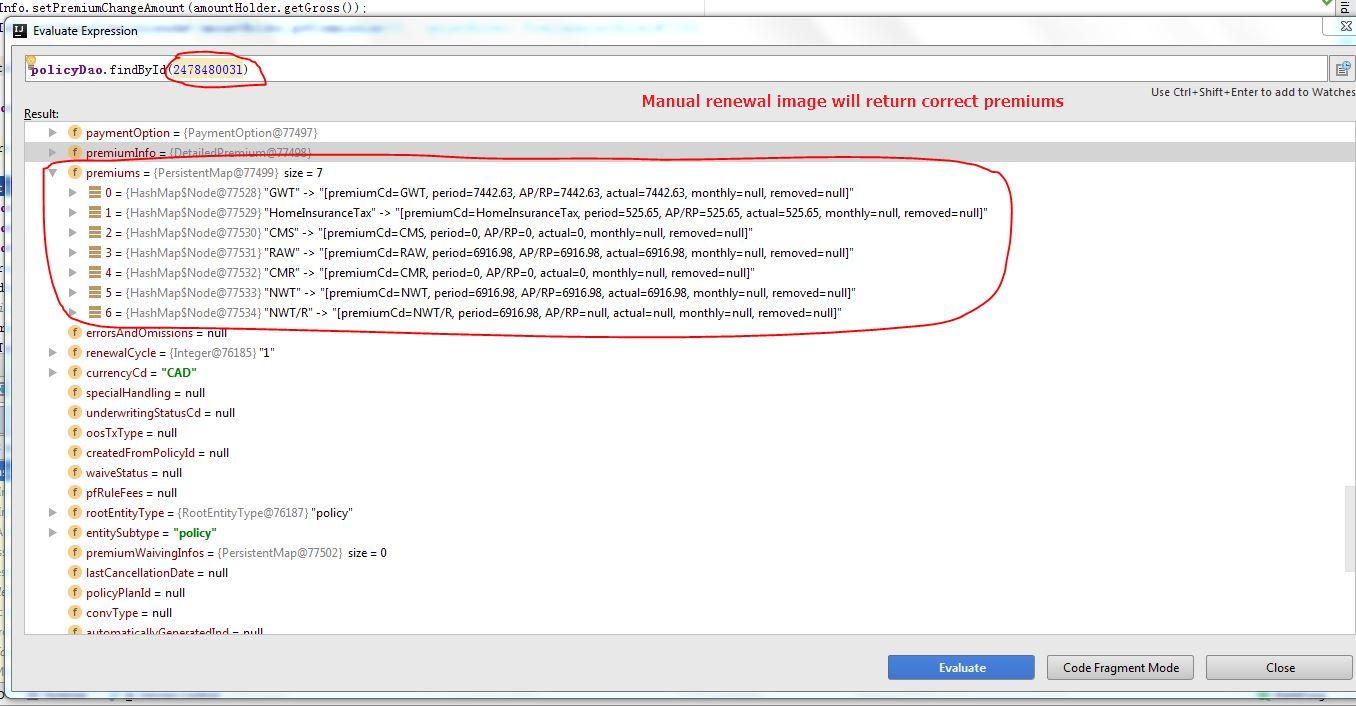 Info.setPremiumChangeAmount(amountHolder.getGross());
Evaluate Expression
policyDao.findById(2478480031)
Manual renewal image will return correct premiums
Use Ctrl+Shift+Enter to add to Watches
Result:
paymentOption = {PaymentOption@77497}
premiumInfo = {DetailedPremium@77498}
premiums = {PersistentMap@77499} size = 7
0 = {HashMap$Node@77528} "GWT" -> "[premiumCd=GWT, period=7442.63, AP/RP=7442.63, actual=7442.63, monthly=null, removed=null]"
1 = {HashMap$Node@77529} "HomeInsuranceTax" -> "[premiumCd=HomeInsuranceTax, period=525.65, AP/RP=525.65, actual=525.65, monthly=null, removed=null]"
2 = {HashMap$Node@77530} "CMS" -> "[premiumCd=CMS, period=0, AP/RP=0, actual=0, monthly=null, removed=null]"
3 = {HashMap$Node@77531} "RAW" -> "[premiumCd=RAW, period=6916.98, AP/RP=6916.98, actual=6916.98, monthly=null, removed=null]"
4 = {HashMap$Node@77532} "CMR" -> "[premiumCd=CMR, period=0, AP/RP=0, actual=0, monthly=null, removed=null]"
5 = {HashMap$Node@77533} "NWT" -> "[premiumCd=NWT, period=6916.98, AP/RP=6916.98, actual=6916.98, monthly=null, removed=null]"
6 = {HashMap$Node@77534} "NWT/R" -> "[premiumCd=NWT/R, period=6916.98, AP/RP=null, actual=null, monthly=null, removed=null]"
errorsAndOmissions = null
renewalCycle = {Integer@76185} "1"
currencyCd = "CAD"
specialHandling = null
underwritingStatusCd = null
oosTxType = null
createdFromPolicyId = null
waiveStatus = null
pfRuleFees = null
rootEntityType = {RootEntityType@76187} "policy"
entitySubtype = "policy"
premiumWaivingInfos = {PersistentMap@77502} size = 0
lastCancellationDate = null
policyPlanId = null
convType = null
automaticallyGeneratedInd = null
Evaluate
Code Fragment Mode
Close